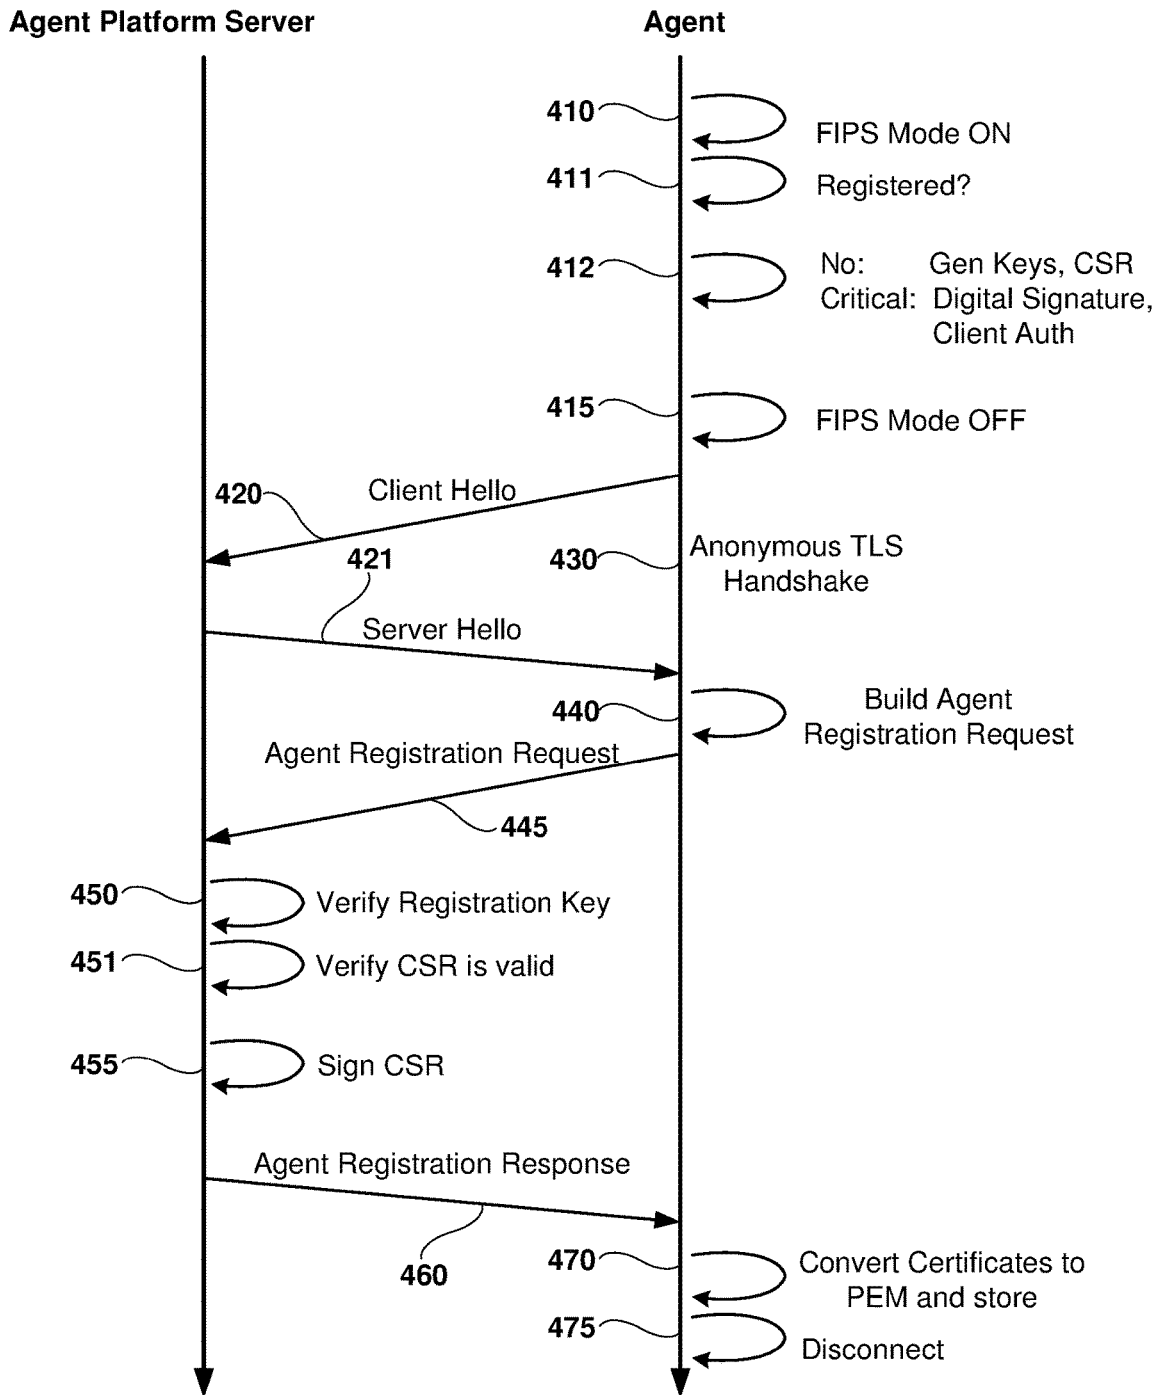 Agent Platform Server
Agent
410
FIPS Mode ON
411
Registered?
412
No: Gen Keys, CSR
Critical: Digital Signature,
Client Auth
415
FIPS Mode OFF
420
Client Hello
421
430
Anonymous TLS
Handshake
Server Hello
440
Build Agent
Registration Request
Agent Registration Request
445
450
Verify Registration Key
451
Verify CSR is valid
455
Sign CSR
Agent Registration Response
460
470
Convert Certificates to
PEM and store
475
Disconnect